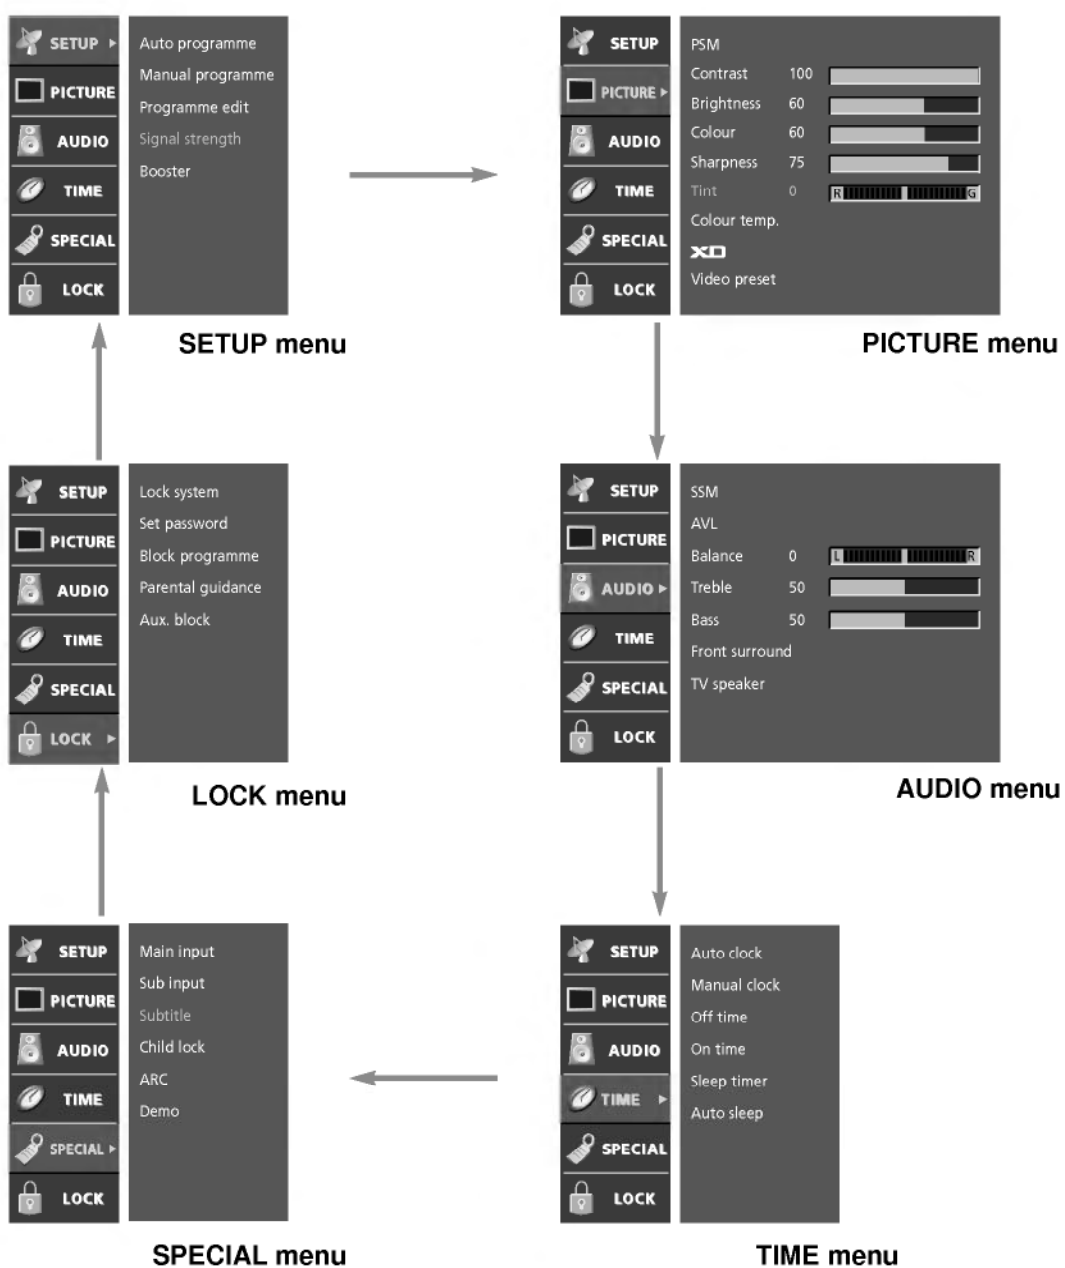 SETUP
PICTURE
AUDIO
TIME
SPECIAL
LOCK
Auto programme
Manual programme
Programme edit
Signal strength
Booster
SETUP menu
SETUP
PICTURE
AUDIO
TIME
SPECIAL
LOCK
PSM
Contrast 100
Brightness 60
Colour 60
Sharpness 75
Tint 0 R G
Colour temp.
XD
Video preset
PICTURE menu
SETUP
PICTURE
AUDIO
TIME
SPECIAL
LOCK
Lock system
Set password
Block programme
Parental guidance
Aux. block
LOCK menu
SETUP
PICTURE
AUDIO
TIME
SPECIAL
LOCK
SSM
AVL
Balance 0 L R
Treble 50
Bass 50
Front surround
TV speaker
AUDIO menu
SETUP
PICTURE
AUDIO
TIME
SPECIAL
LOCK
Main input
Sub input
Subtitle
Child lock
ARC
Demo
SPECIAL menu
SETUP
PICTURE
AUDIO
TIME
SPECIAL
LOCK
Auto clock
Manual clock
Off time
On time
Sleep timer
Auto sleep
TIME menu